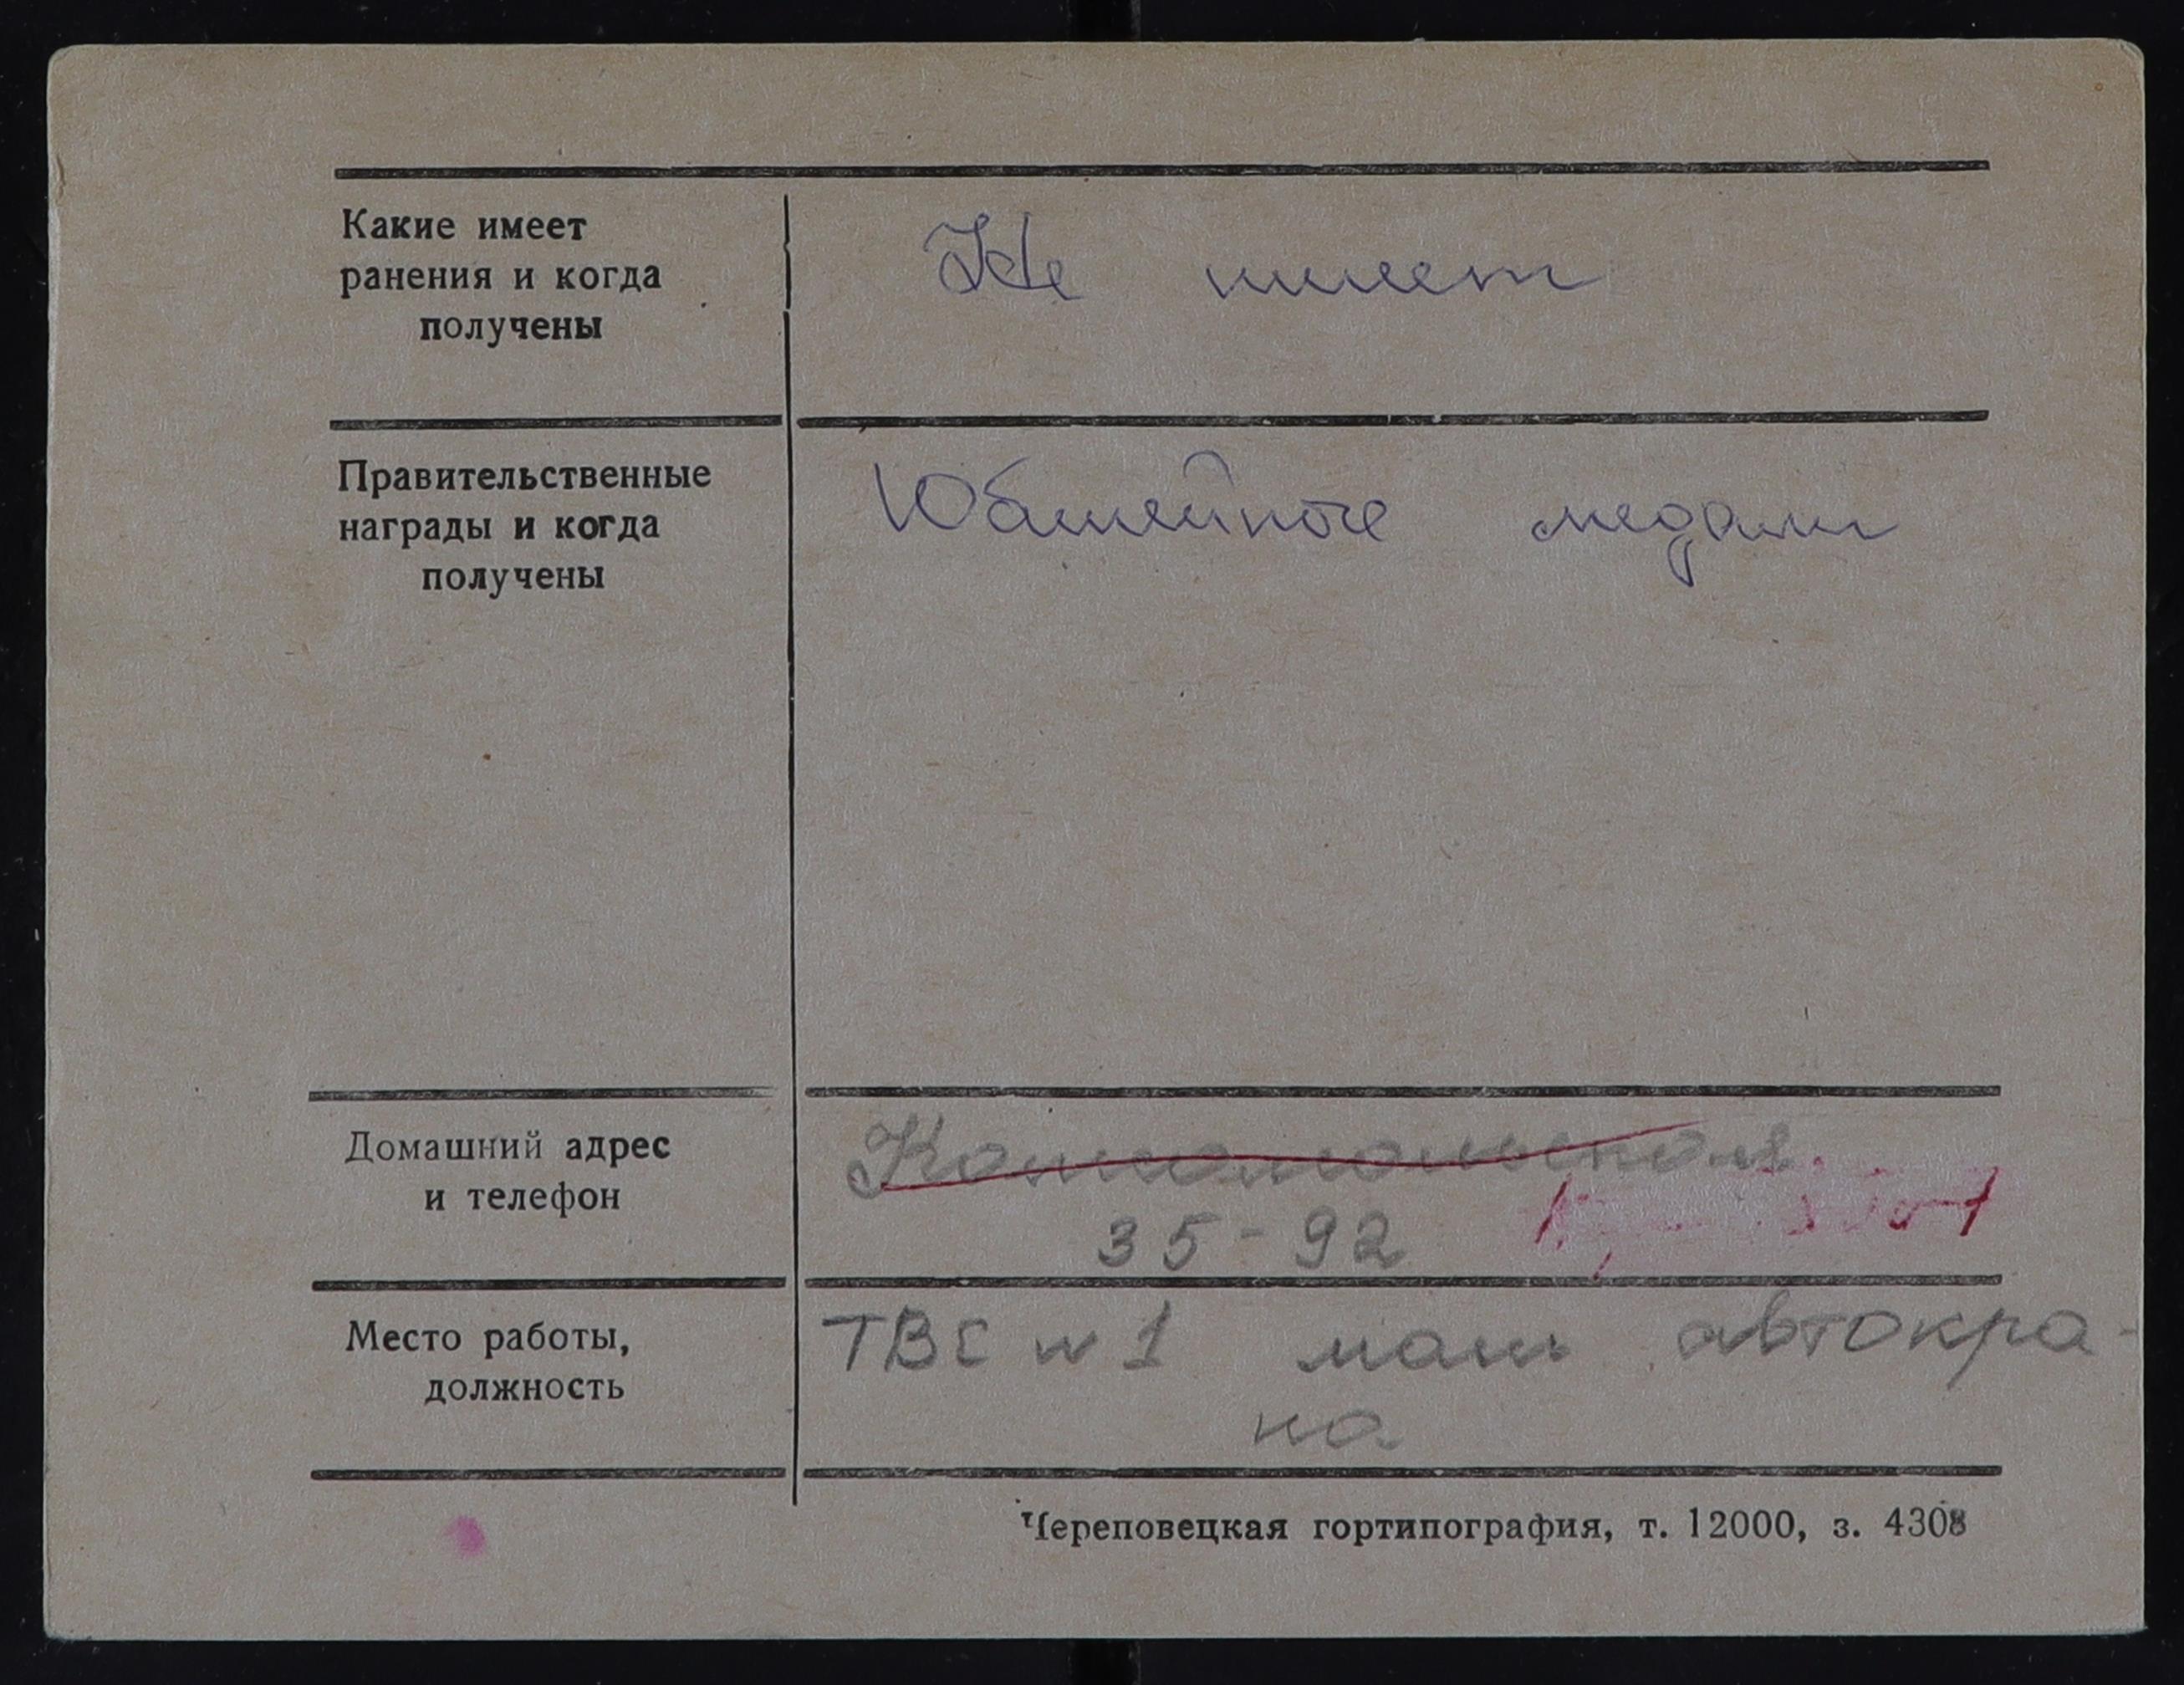 Какие имеет
ранения и когда
получены
Не имеет
Правительственные
награды и когда
получены
Юбилейные медали
Домашний адрес
и телефон
Комсомольская
35-92
Место работы,
должность
ТВС N 1 маш автокра-
на
Череповецкая гортипография, т. 12000, з. 4308